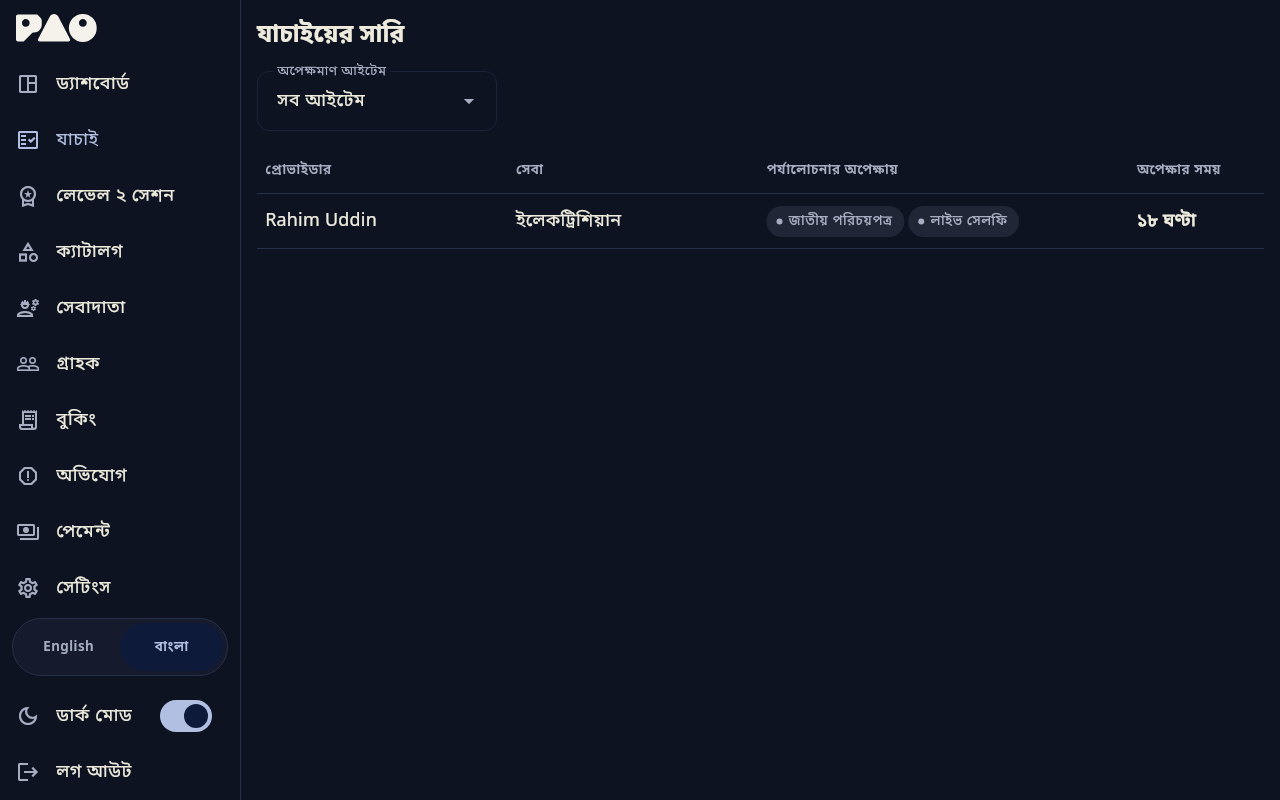 PAO
ড্যাশবোর্ড
যাচাই
লেভেল ২ সেশন
ক্যাটালগ
সেবাদাতা
গ্রাহক
বুকিং
অভিযোগ
পেমেন্ট
সেটিংস
English বাংলা
ডার্ক মোড
লগ আউট
যাচাইয়ের সারি
অপেক্ষমাণ আইটেম
সব আইটেম
প্রোভাইডার সেবা পর্যালোচনার অপেক্ষায় অপেক্ষার সময়
Rahim Uddin ইলেকট্রিশিয়ান জাতীয় পরিচয়পত্র লাইভ সেলফি ১৮ ঘণ্টা